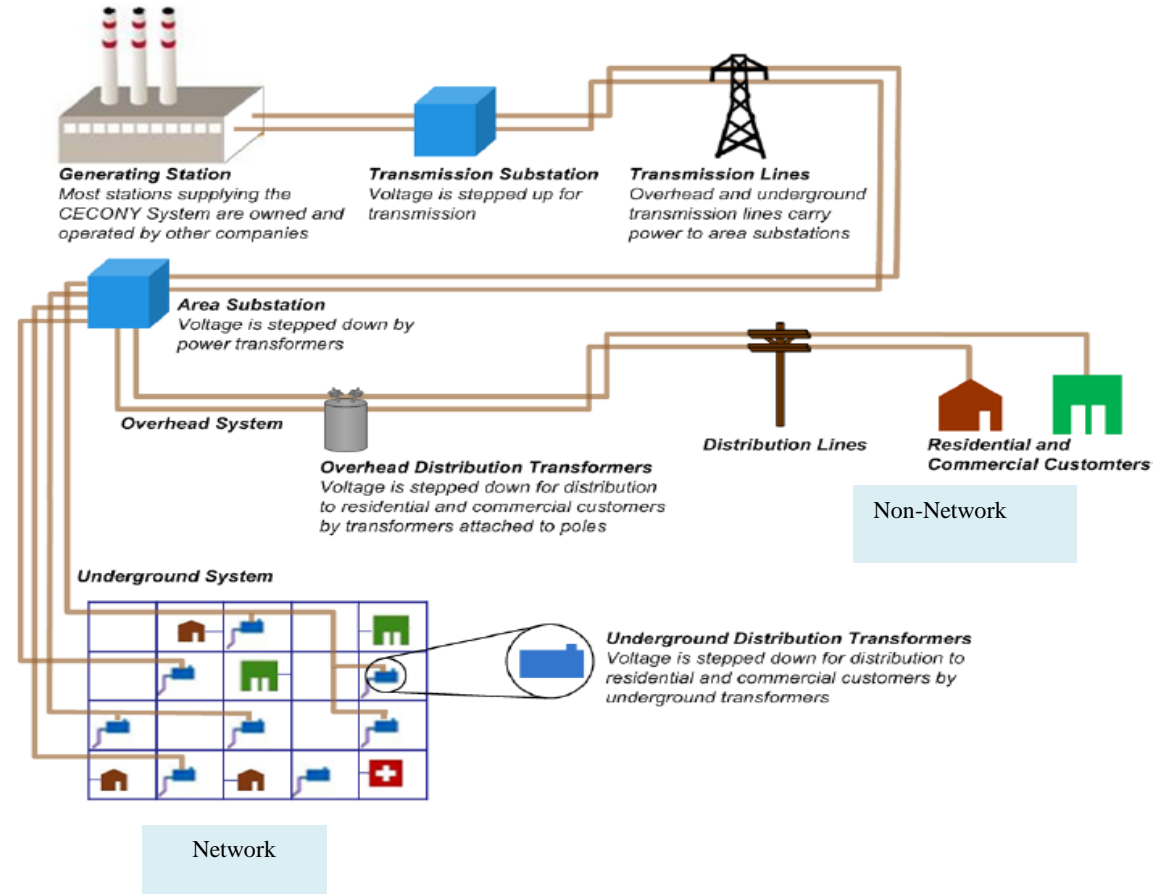 Generating Station
Most stations supplying the
CECONY System are owned and
operated by other companies
Transmission Substation
Voltage is stepped up for
transmission
Transmission Lines
Overhead and underground
transmission lines carry
power to area substations
Area Substation
Voltage is stepped down by
power transformers
Overhead System
Overhead Distribution Transformers
Voltage is stepped down for distribution
to residential and commercial customers
by transformers attached to poles
Distribution Lines
Residential and
Commercial Custometers
Non-Network
Underground System
Underground Distribution Transformers
Voltage is stepped down for distribution to
residential and commercial customers by
underground transformers
Network